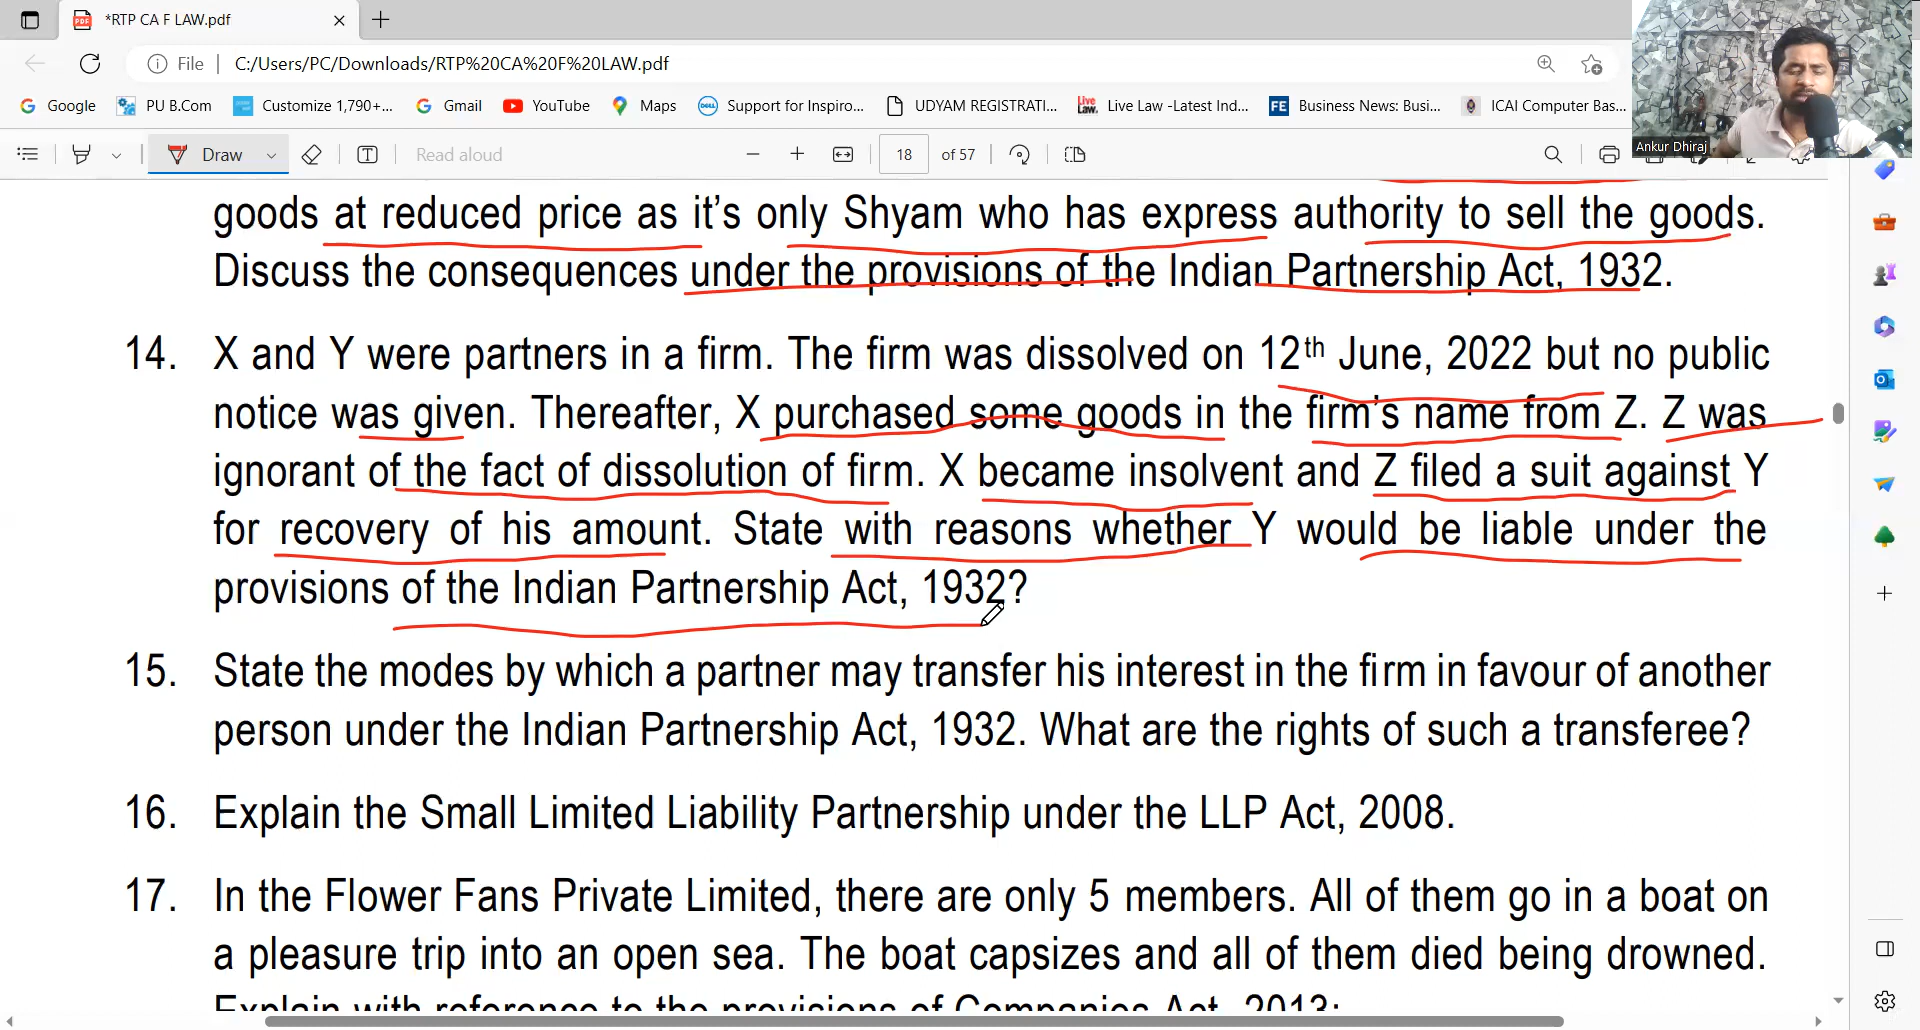 *RTP CA F LAW.pdf
File C:/Users/PC/Downloads/RTP%20CA%20F%20LAW.pdf
Google PU B.Com Customize 1,790+... Gmail YouTube Maps Support for Inspiro... UDYAM REGISTRATI... Live Law -Latest Ind... Business News: Busi... ICAI Computer Bas...
Draw Read aloud 18 of 57
Ankur Dhiraj
goods at reduced price as it's only Shyam who has express authority to sell the goods.
Discuss the consequences under the provisions of the Indian Partnership Act, 1932.
14. X and Y were partners in a firm. The firm was dissolved on 12th June, 2022 but no public
notice was given. Thereafter, X purchased some goods in the firm's name from Z. Z was
ignorant of the fact of dissolution of firm. X became insolvent and Z filed a suit against Y
for recovery of his amount. State with reasons whether Y would be liable under the
provisions of the Indian Partnership Act, 1932?
15. State the modes by which a partner may transfer his interest in the firm in favour of another
person under the Indian Partnership Act, 1932. What are the rights of such a transferee?
16. Explain the Small Limited Liability Partnership under the LLP Act, 2008.
17. In the Flower Fans Private Limited, there are only 5 members. All of them go in a boat on
a pleasure trip into an open sea. The boat capsizes and all of them died being drowned.
Explain with reference to the provisions of Companies Act, 2013: